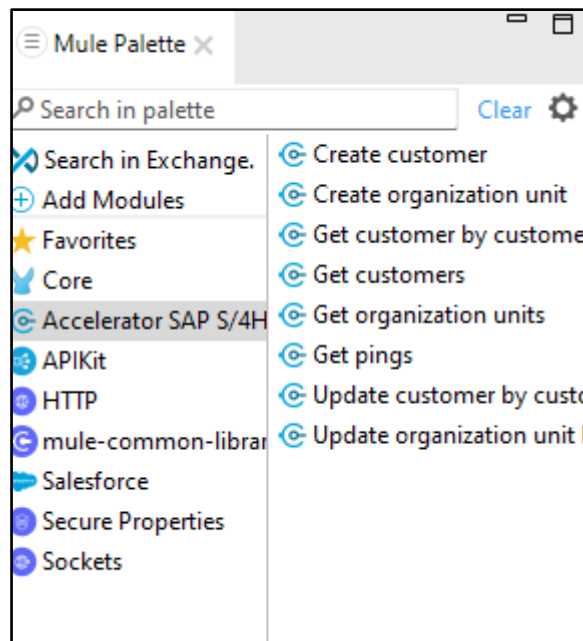 Mule Palette
Search in palette
Clear
Search in Exchange.
Add Modules
Favorites
Core
Accelerator SAP S/4H
APIKit
HTTP
mule-common-librar
Salesforce
Secure Properties
Sockets
Create customer
Create organization unit
Get customer by custome
Get customers
Get organization units
Get pings
Update customer by custo
Update organization unit